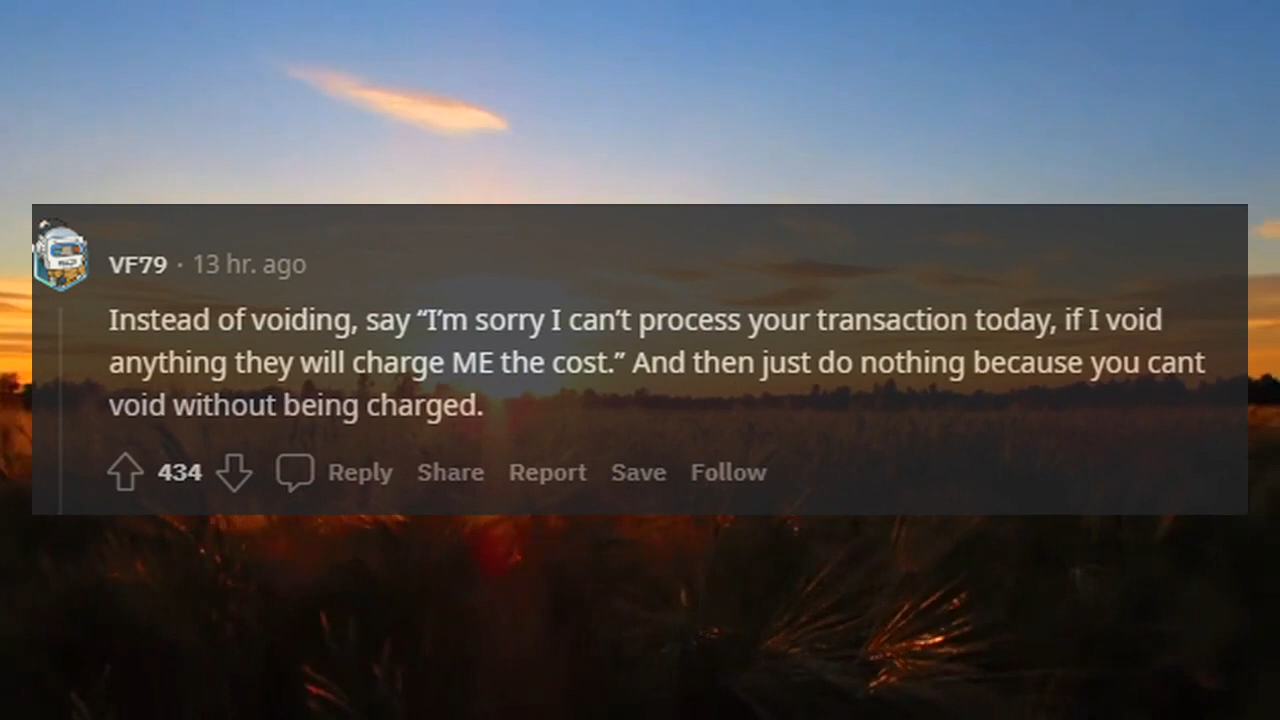 VF79 · 13 hr. ago
Instead of voiding, say “I’m sorry I can’t process your transaction today, if I void
anything they will charge ME the cost.” And then just do nothing because you cant
void without being charged.
434 Reply Share Report Save Follow